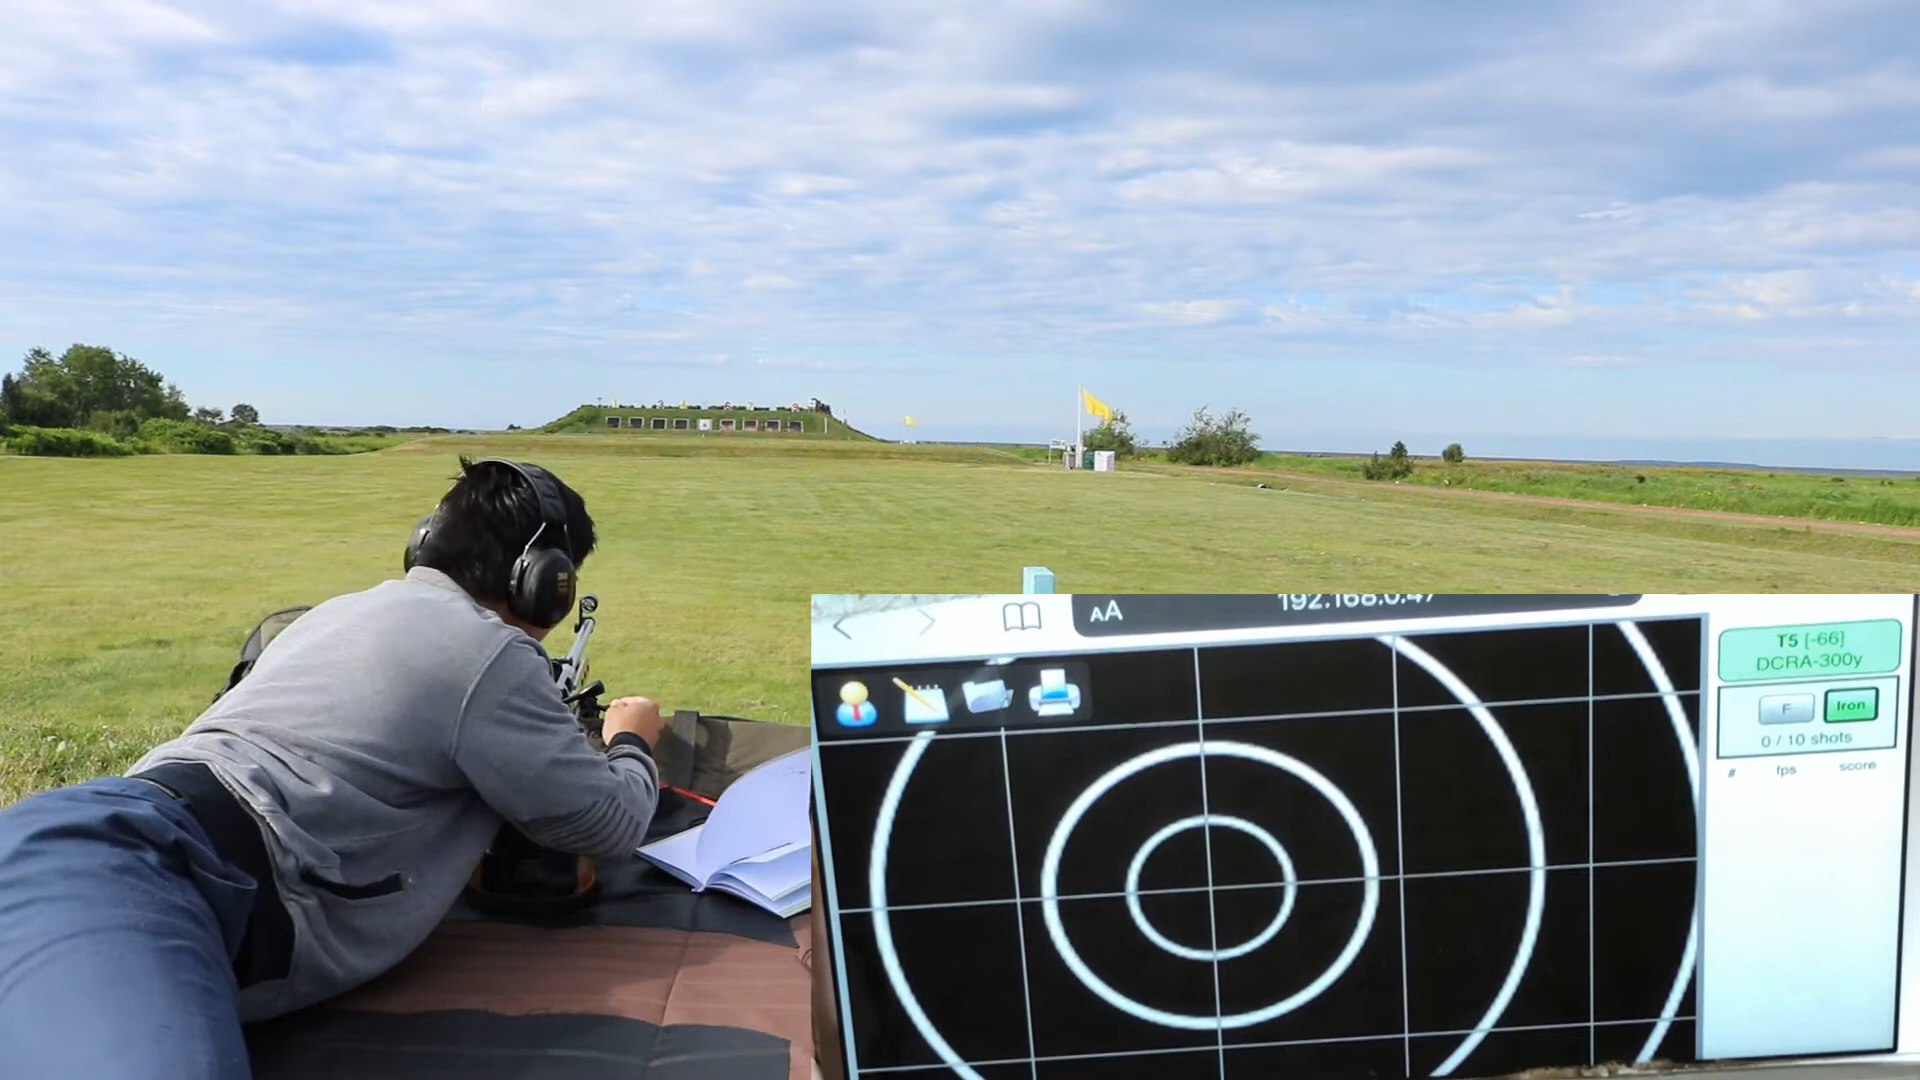 AA
192.168.0.47
T5 [-66]
DCRA-300y
F
Iron
0 / 10 shots
# fps score